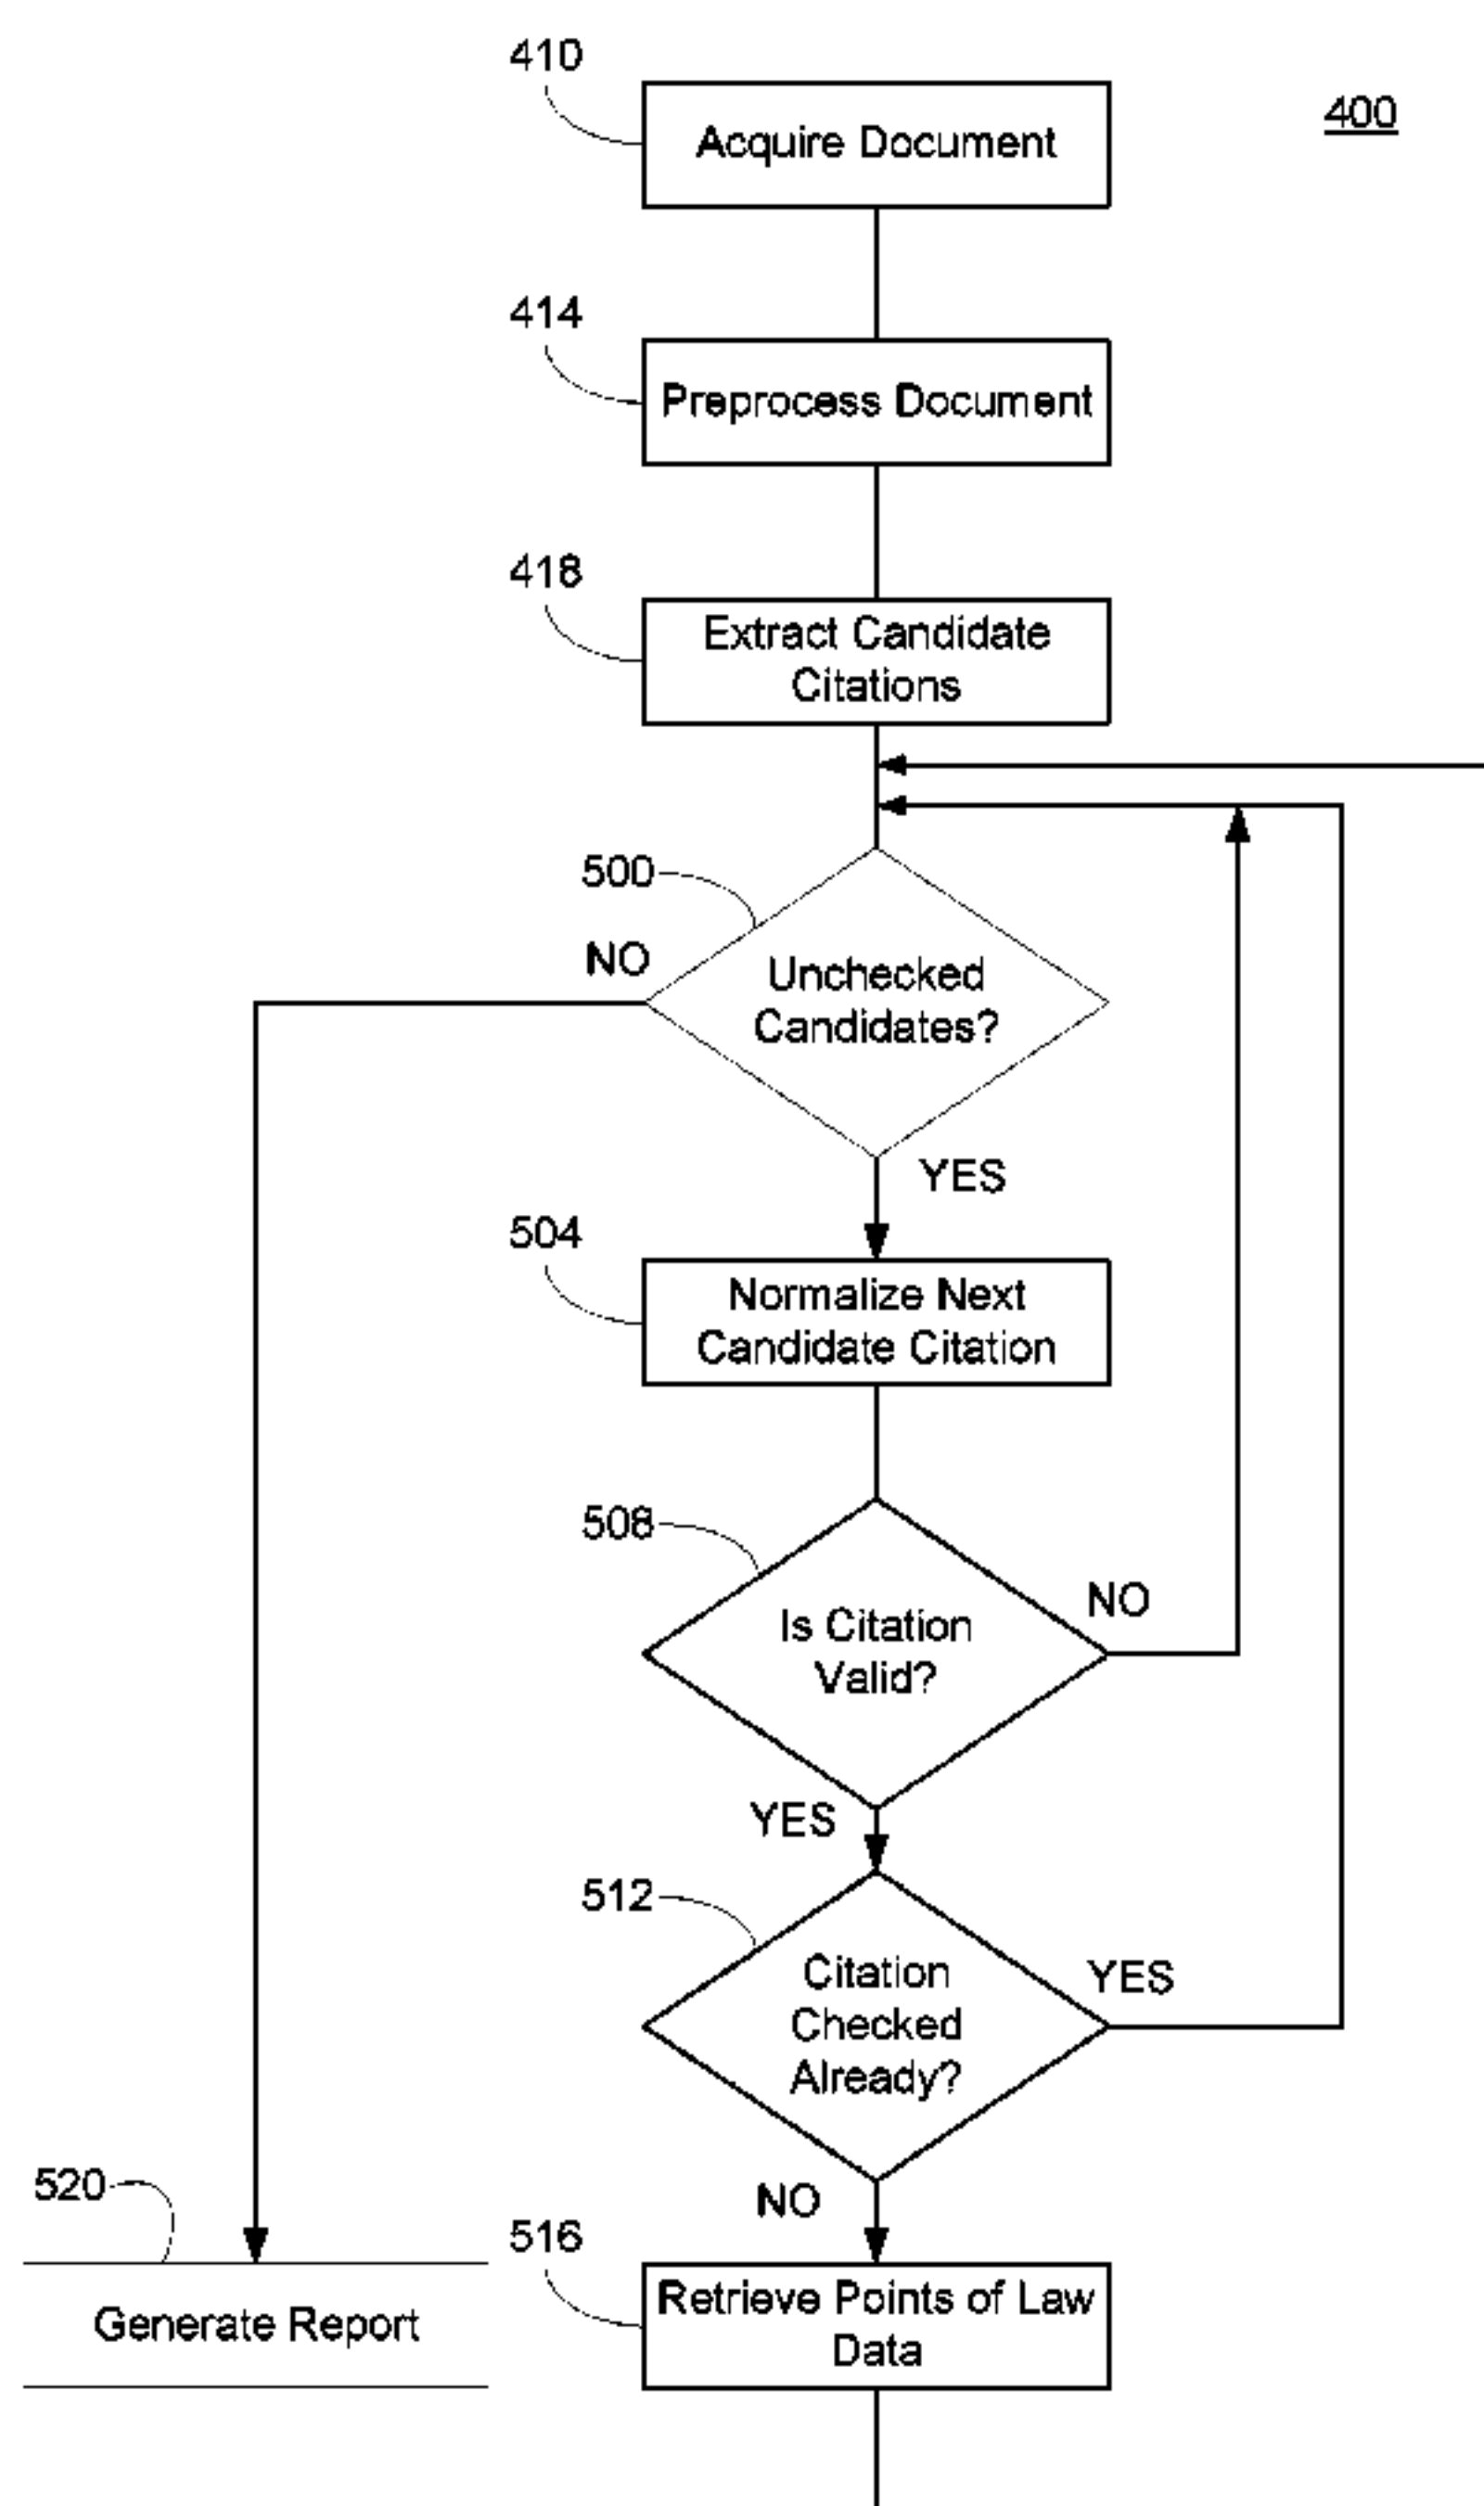 410
400
Acquire Document
414
Preprocess Document
418
Extract Candidate
Citations
500
NO
Unchecked
Candidates?
YES
504
Normalize Next
Candidate Citation
508
NO
Is Citation
Valid?
YES
512
Citation
Checked
Already?
YES
NO
520
516
Generate Report
Retrieve Points of Law
Data